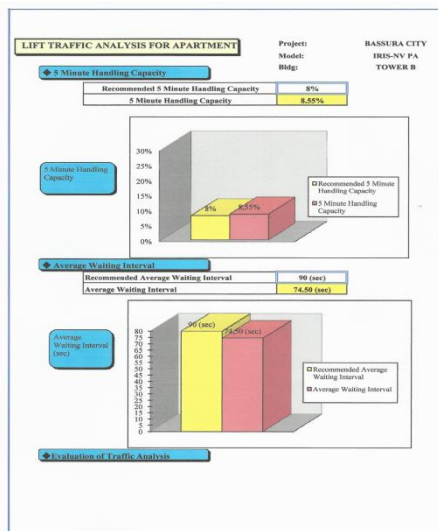 LIFT TRAFFIC ANALYSIS FOR APARTMENT
Project: BASSURA CITY
Model: IRIS-NV PA
Bldg: TOWER B
5 Minute Handling Capacity
Recommended 5 Minute Handling Capacity 8%
5 Minute Handling Capacity 8.55%
5 Minute Handling
Capacity
30%
25%
20%
15%
10%
5%
0%
8%
8.55%
Recommended 5 Minute
Handling Capacity
5 Minute Handling
Capacity
Average Waiting Interval
Recommended Average Waiting Interval 90 (sec)
Average Waiting Interval 74.50 (sec)
Average
Waiting Interval
(sec)
80
75
70
65
60
55
50
45
40
35
30
25
20
15
10
5
0
90 (sec)
74.50 (sec)
Recommended Average
Waiting Interval
Average Waiting Interval
Evaluation of Traffic Analysis